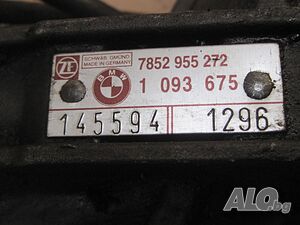 ZF SCHWÄB. GMÜND 7852 955 272
MADE IN GERMANY
BMW 1 093 675
145594 1296
ALO.bg